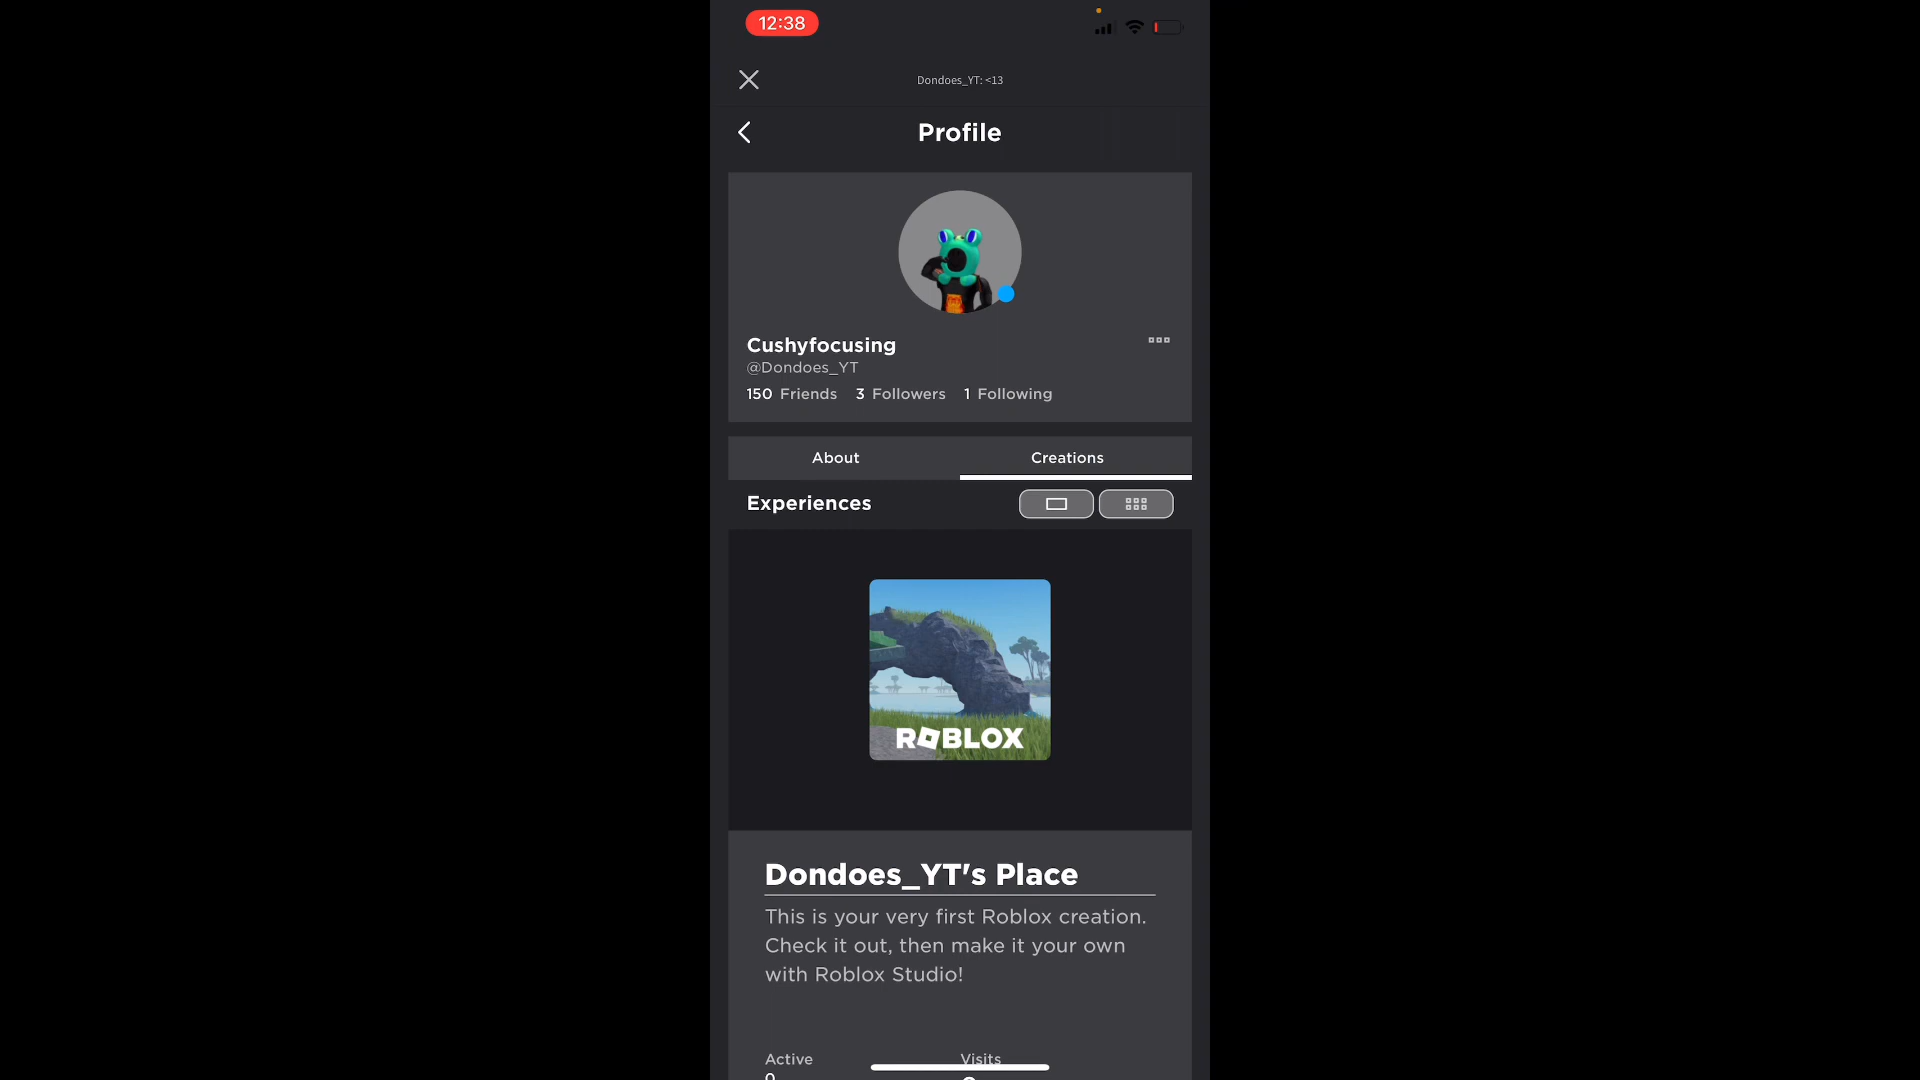 12:38
Dondoes_YT: <13
Profile
Cushyfocusing
@Dondoes_YT
150 Friends 3 Followers 1 Following
About Creations
Experiences
ROBLOX
Dondoes_YT's Place
This is your very first Roblox creation.
Check it out, then make it your own
with Roblox Studio!
Active Visits